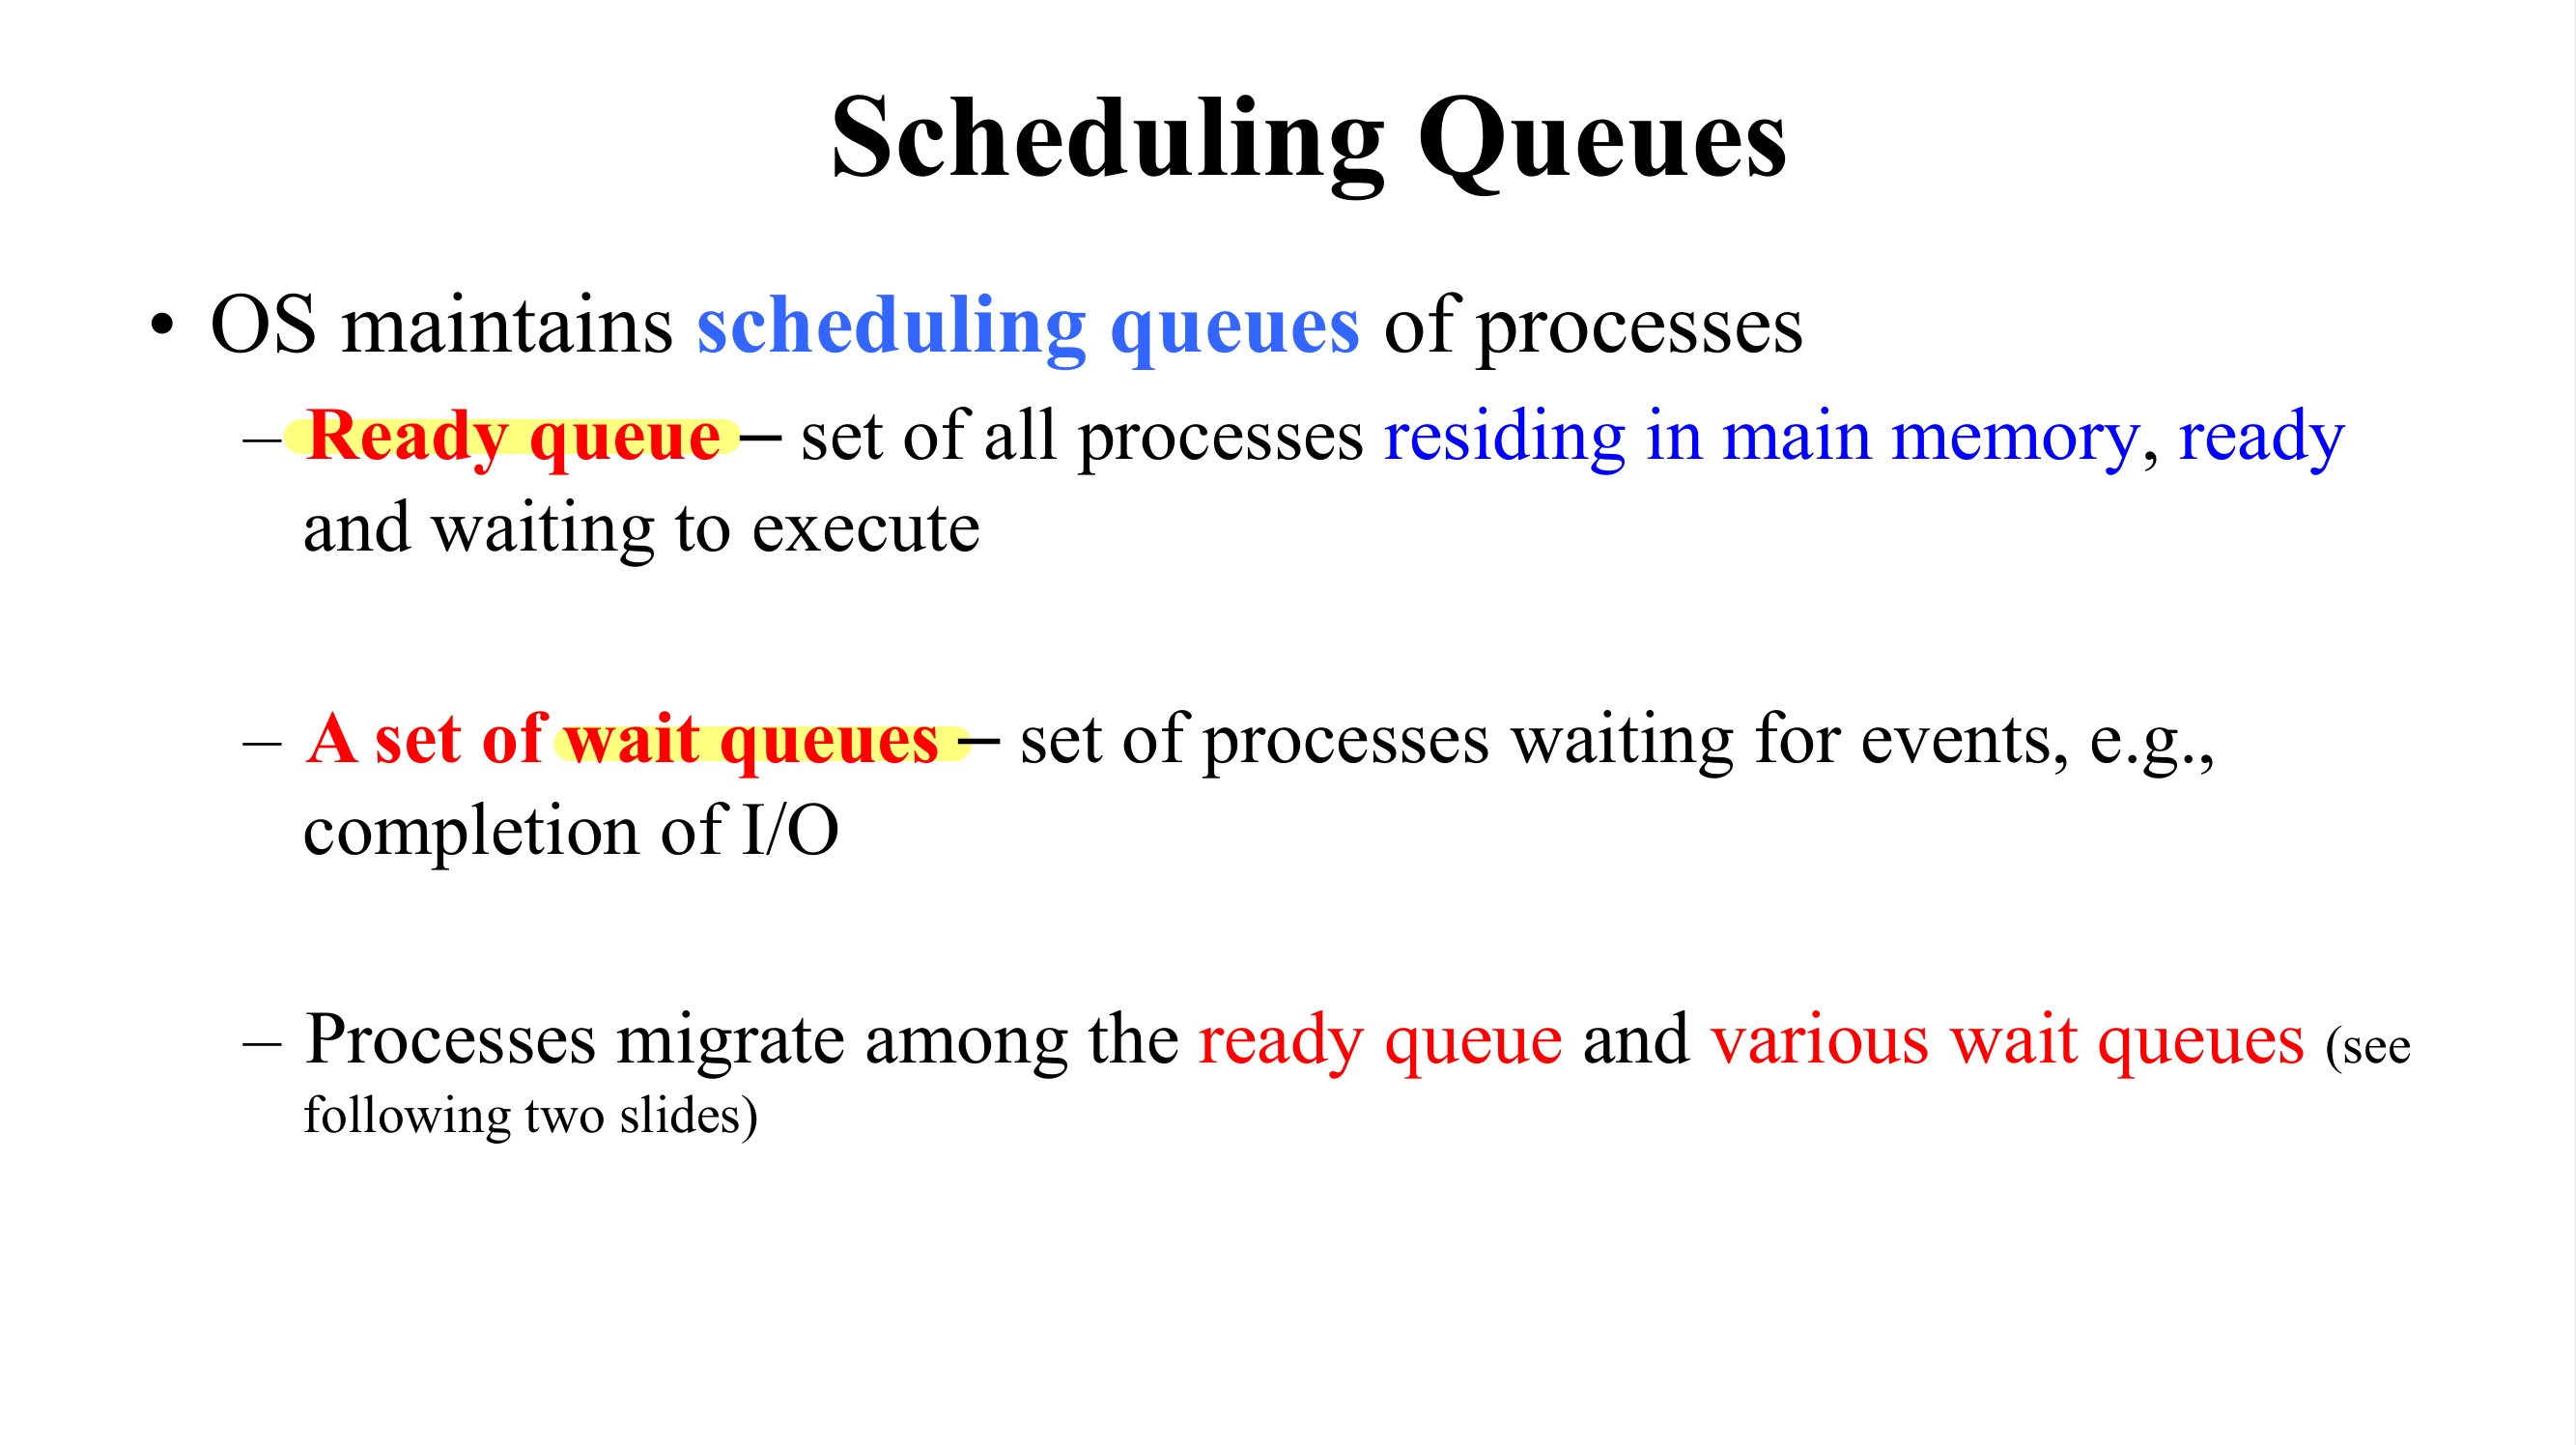 Scheduling Queues
• OS maintains scheduling queues of processes
– Ready queue – set of all processes residing in main memory, ready
and waiting to execute
– A set of wait queues – set of processes waiting for events, e.g.,
completion of I/O
– Processes migrate among the ready queue and various wait queues (see
following two slides)